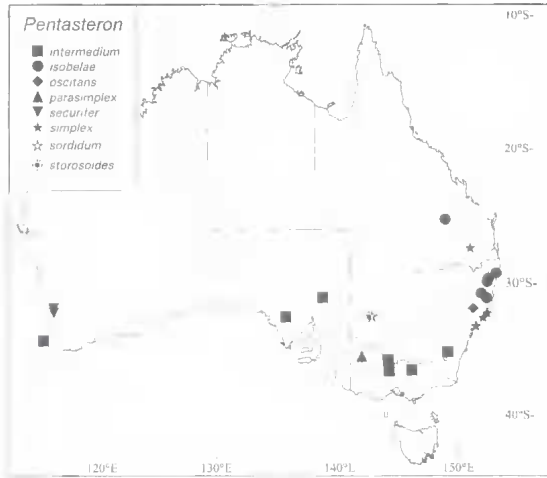 Pentasteron
intermedium
isobelae
oscitans
parasimplex
securifer
simplex
sordidum
storosoides
10°S-
20°S-
30°S-
40°S-
120°E
130°E
140°E
150°E